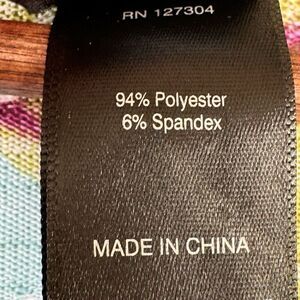 RN 127304
94% Polyester
6% Spandex
MADE IN CHINA